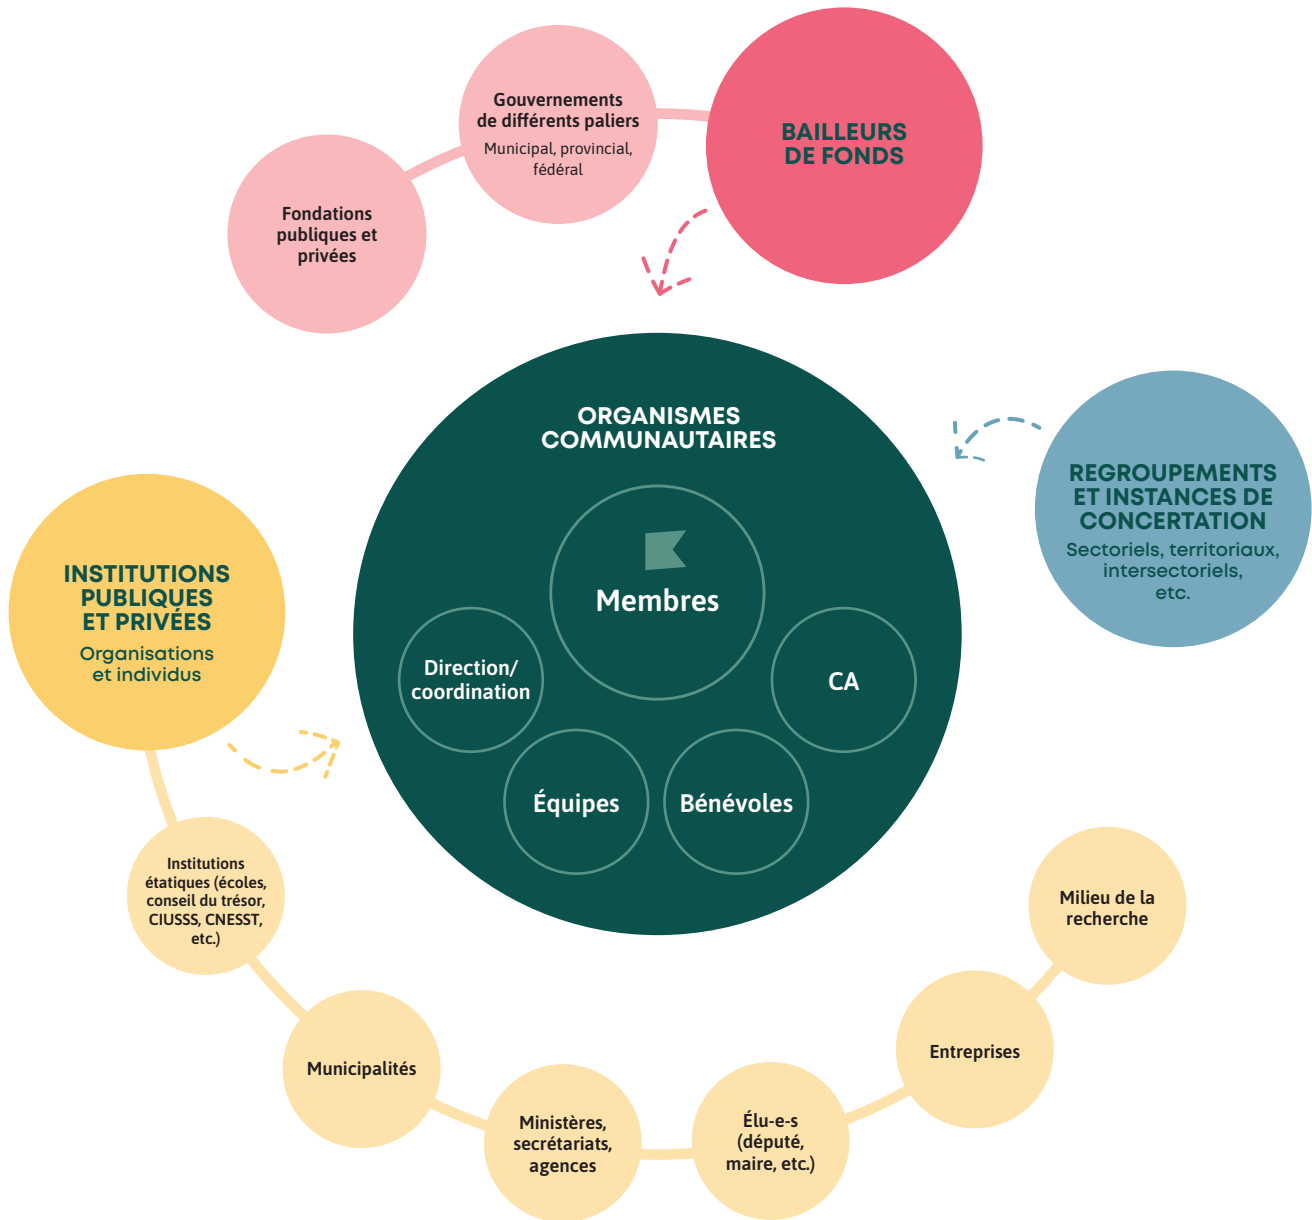 BAILLEURS
DE FONDS
Gouvernements
de différents paliers
Municipal, provincial,
fédéral
Fondations
publiques et
privées
ORGANISMES
COMMUNAUTAIRES
Membres
Direction/
coordination
CA
Équipes
Bénévoles
REGROUPEMENTS
ET INSTANCES DE
CONCERTATION
Sectoriels, territoriaux,
intersectoriels,
etc.
INSTITUTIONS
PUBLIQUES
ET PRIVÉES
Organisations
et individus
Institutions
étatiques (écoles,
conseil du trésor,
CIUSSS, CNESST,
etc.)
Municipalités
Ministères,
secrétariats,
agences
Élu-e-s
(député,
maire, etc.)
Entreprises
Milieu de la
recherche